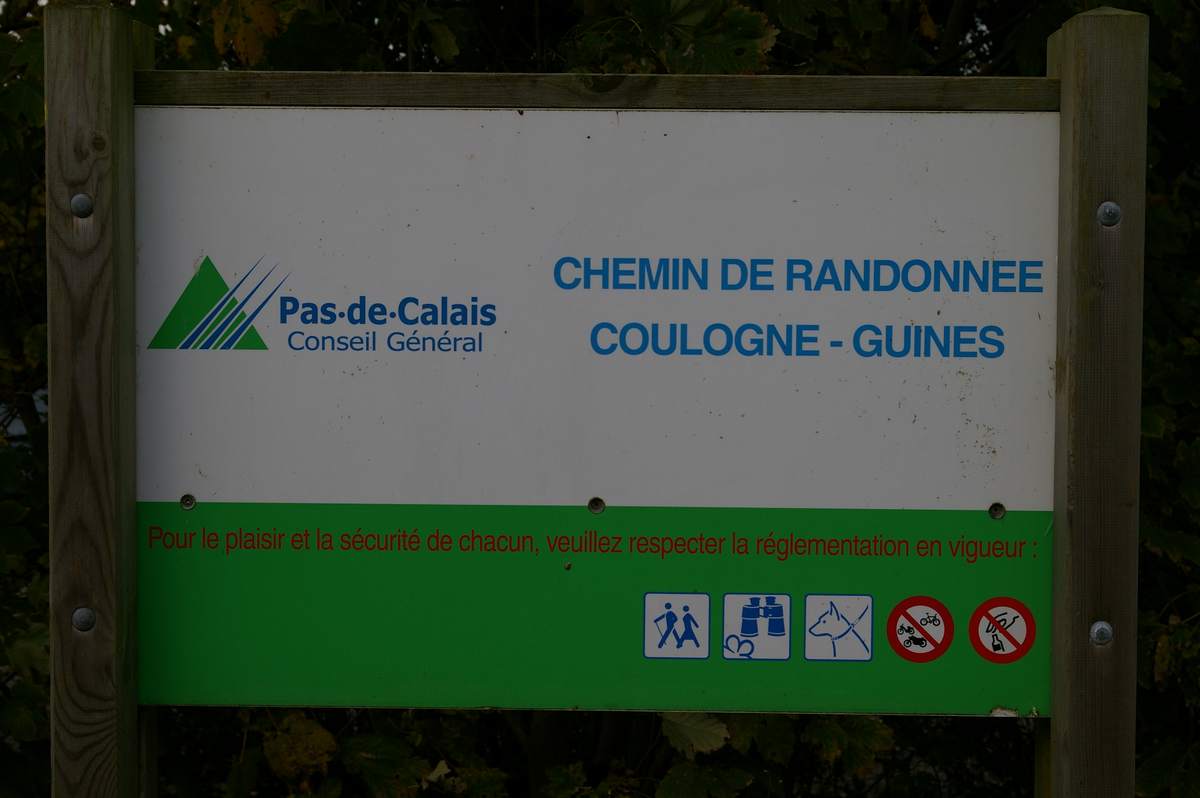 Pas-de-Calais
Conseil Général
CHEMIN DE RANDONNEE
COULOGNE - GUINES
Pour le plaisir et la sécurité de chacun, veuillez respecter la réglementation en vigueur :